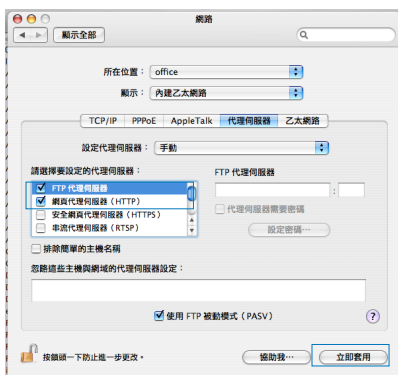 網路
顯示全部
所在位置： office
顯示： 內建乙太網路
TCP/IP PPPoE AppleTalk 代理伺服器 乙太網路
設定代理伺服器： 手動
請選擇要設定的代理伺服器： FTP 代理伺服器
FTP 代理伺服器
網頁代理伺服器（HTTP）
安全網頁代理伺服器（HTTPS）
串流代理伺服器（RTSP）
:
代理伺服器需要密碼
設定密碼…
排除簡單的主機名稱
忽略這些主機與網域的代理伺服器設定：
使用 FTP 被動模式（PASV）
?
按鎖頭一下防止進一步更改。
協助我…
立即套用